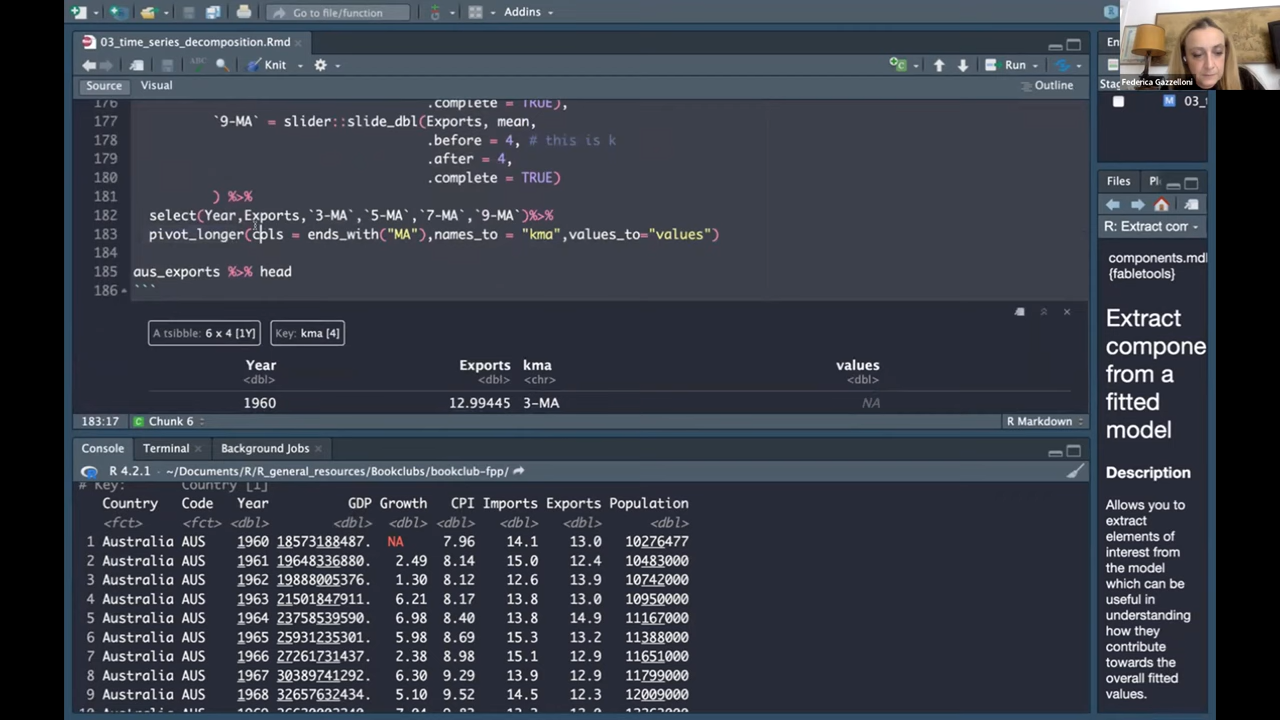 Go to file/function
Addins
03_time_series_decomposition.Rmd
Knit
Run
Source
Visual
Outline
176 .complete = TRUE),
177 `9-MA` = slider::slide_dbl(Exports, mean,
178 .before = 4, # this is k
179 .after = 4,
180 .complete = TRUE)
181 ) %>%
182 select(Year,Exports,`3-MA`,`5-MA`,`7-MA`,`9-MA`)%>%
183 pivot_longer(cols = ends_with("MA"),names_to = "kma",values_to="values")
184
185 aus_exports %>% head
186 ```
A tsibble: 6 x 4 [1Y] Key: kma [4]
Year Exports kma values
<dbl> <dbl> <chr> <dbl>
1960 12.99445 3-MA NA
183:17 Chunk 6 R Markdown
Console Terminal Background Jobs
R 4.2.1 · ~/Documents/R/R_general_resources/Bookclubs/bookclub-fpp/
# Key: Country [1]
Country Code Year GDP Growth CPI Imports Exports Population
<fct> <fct> <dbl> <dbl> <dbl> <dbl> <dbl> <dbl> <dbl>
1 Australia AUS 1960 18573188487. NA 7.96 14.1 13.0 10276477
2 Australia AUS 1961 19648336880. 2.49 8.14 15.0 12.4 10483000
3 Australia AUS 1962 19888005376. 1.30 8.12 12.6 13.9 10742000
4 Australia AUS 1963 21501847911. 6.21 8.17 13.8 13.0 10950000
5 Australia AUS 1964 23758539590. 6.98 8.40 13.8 14.9 11167000
6 Australia AUS 1965 25931235301. 5.98 8.69 15.3 13.2 11388000
7 Australia AUS 1966 27261731437. 2.38 8.98 15.1 12.9 11651000
8 Australia AUS 1967 30389741292. 6.30 9.29 13.9 12.9 11799000
9 Australia AUS 1968 32657632434. 5.10 9.52 14.5 12.3 12009000
Federica Gazzelloni
En
Stag
03_t
Files Pl
R: Extract corr
components.mdl
{fabletools}
Extract
compone
from a
fitted
model
Description
Allows you to
extract
elements of
interest from
the model
which can be
useful in
understanding
how they
contribute
towards the
overall fitted
values.